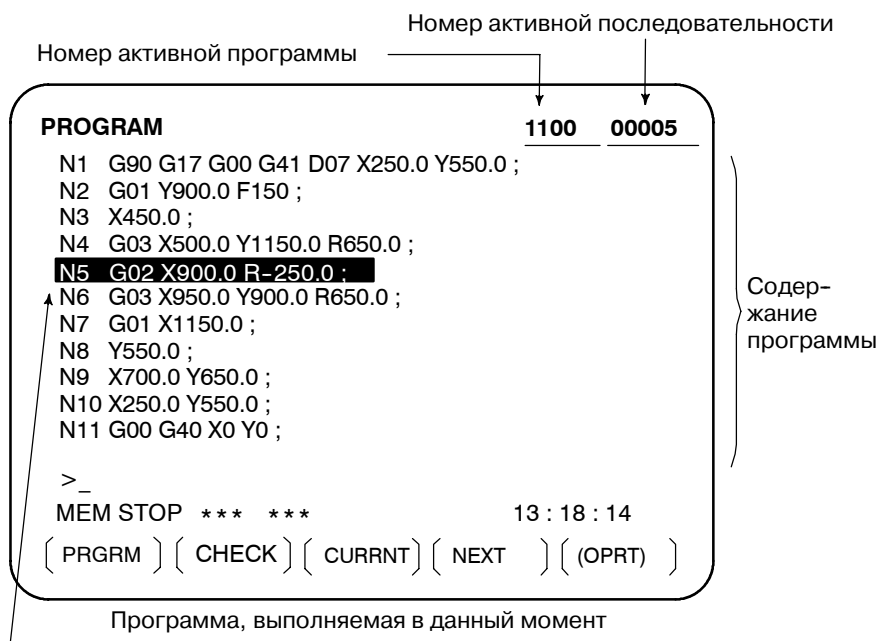 Номер активной последовательности
Номер активной программы
PROGRAM 1100 00005
N1 G90 G17 G00 G41 D07 X250.0 Y550.0 ;
N2 G01 Y900.0 F150 ;
N3 X450.0 ;
N4 G03 X500.0 Y1150.0 R650.0 ;
N5 G02 X900.0 R-250.0 ;
N6 G03 X950.0 Y900.0 R650.0 ;
N7 G01 X1150.0 ;
N8 Y550.0 ;
N9 X700.0 Y650.0 ;
N10 X250.0 Y550.0 ;
N11 G00 G40 X0 Y0 ;
Содер-
жание
программы
>_
MEM STOP *** *** 13 : 18 : 14
PRGRM CHECK CURRNT NEXT (OPRT)
Программа, выполняемая в данный момент